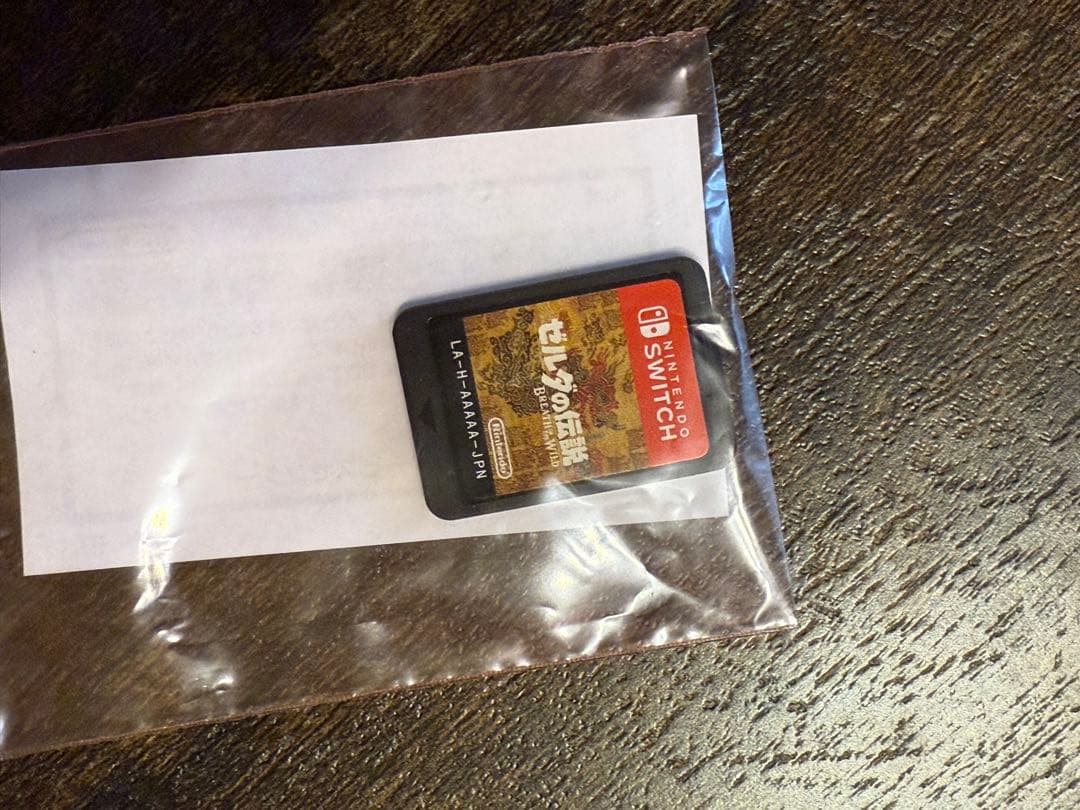 NINTENDO
SWITCH
ゼルダの伝説
BREATH OF THE WILD
Nintendo
LA-H-AAAAA-JPN